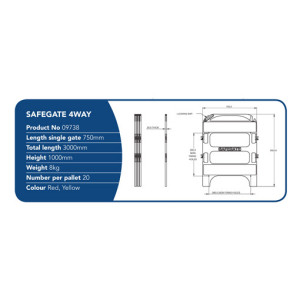 SAFEGATE 4WAY
Product No 09738
Length single gate 750mm
Total length 3000mm
Height 1000mm
Weight 8kg
Number per pallet 20
Colour Red, Yellow
SAFEGATE